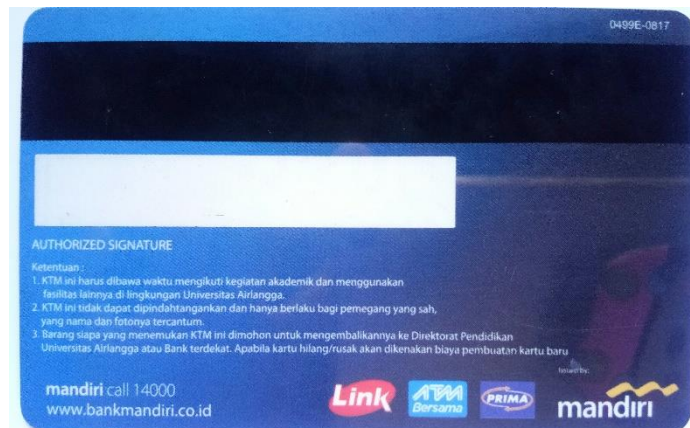 0499E-0817
AUTHORIZED SIGNATURE
Ketentuan :
1. KTM ini harus dibawa waktu mengikuti kegiatan akademik dan menggunakan
fasilitas lainnya di lingkungan Universitas Airlangga.
2. KTM ini tidak dapat dipindahtangankan dan hanya berlaku bagi pemegang yang sah,
yang nama dan fotonya tercantum.
3. Barang siapa yang menemukan KTM ini dimohon untuk mengembalikannya ke Direktorat Pendidikan
Universitas Airlangga atau Bank terdekat. Apabila kartu hilang/rusak akan dikenakan biaya pembuatan kartu baru
Issued by:
mandiri call 14000
www.bankmandiri.co.id
Link
ATM
Bersama
PRIMA
mandiri